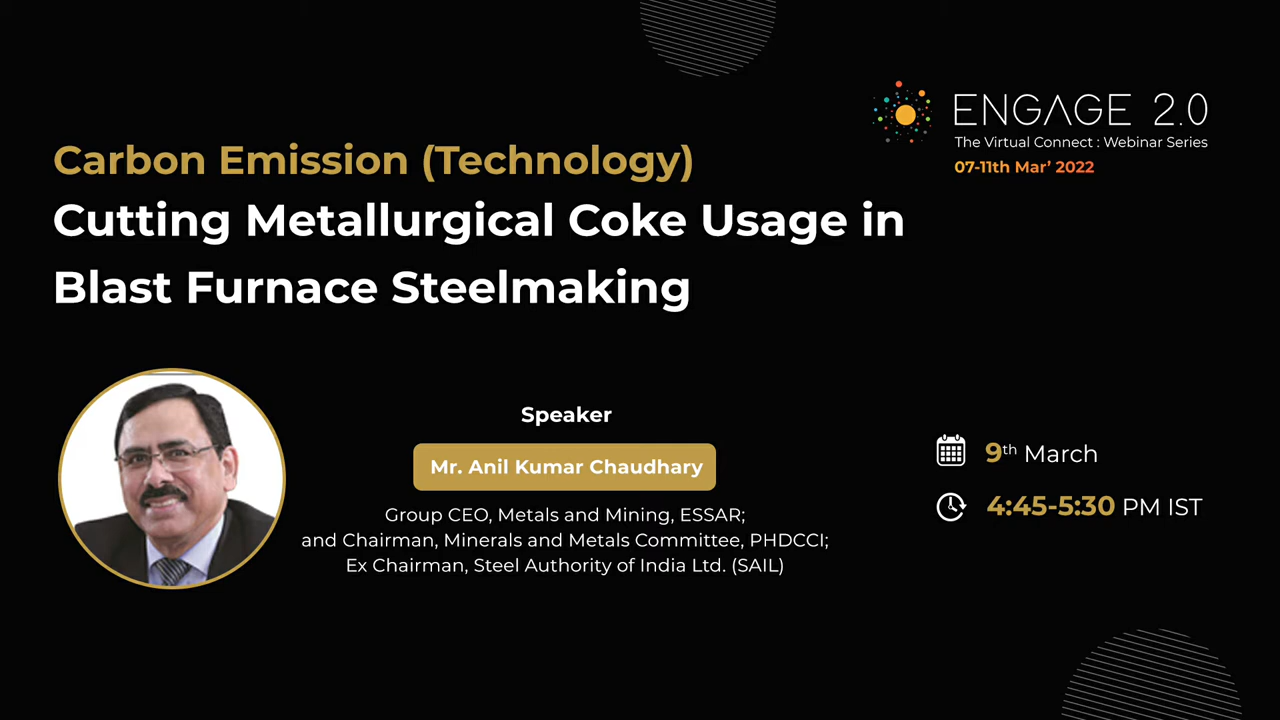 ENGAGE 2.0
The Virtual Connect : Webinar Series
07-11th Mar' 2022
Carbon Emission (Technology)
Cutting Metallurgical Coke Usage in
Blast Furnace Steelmaking
Speaker
Mr. Anil Kumar Chaudhary
Group CEO, Metals and Mining, ESSAR;
and Chairman, Minerals and Metals Committee, PHDCCI;
Ex Chairman, Steel Authority of India Ltd. (SAIL)
9th March
4:45-5:30 PM IST